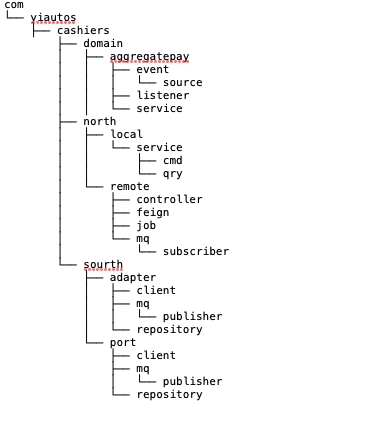 com
└── yiautos
    ├── cashiers
        ├── domain
        │   ├── aggregatepay
        │       ├── event
        │       │   └── source
        │       ├── listener
        │       └── service
        ├── north
        │   ├── local
        │   │   └── service
        │   │       ├── cmd
        │   │       └── qry
        │   └── remote
        │       ├── controller
        │       ├── feign
        │       ├── job
        │       └── mq
        │           └── subscriber
        └── sourth
            ├── adapter
            │   ├── client
            │   ├── mq
            │   │   └── publisher
            │   └── repository
            └── port
                ├── client
                ├── mq
                │   └── publisher
                └── repository